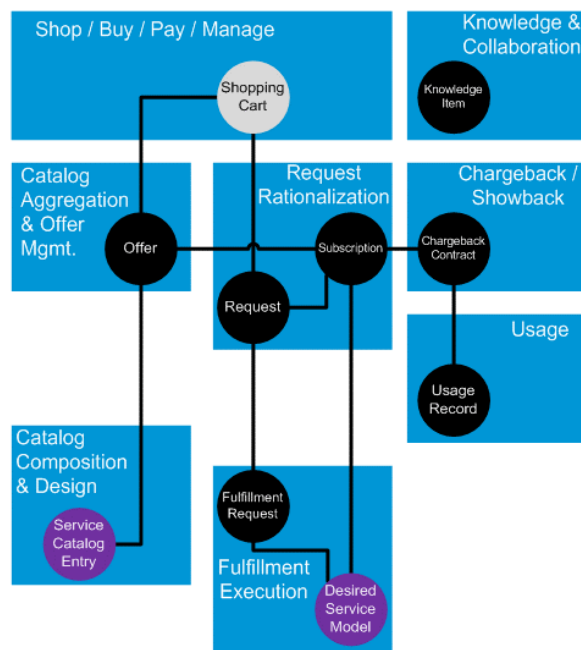 Shop / Buy / Pay / Manage
Shopping
Cart
Knowledge &
Collaboration
Knowledge
Item
Catalog
Aggregation
& Offer
Mgmt.
Offer
Request
Rationalization
Subscription
Request
Chargeback /
Showback
Chargeback
Contract
Usage
Usage
Record
Catalog
Composition
& Design
Service
Catalog
Entry
Fulfillment
Request
Fulfillment
Execution
Desired
Service
Model